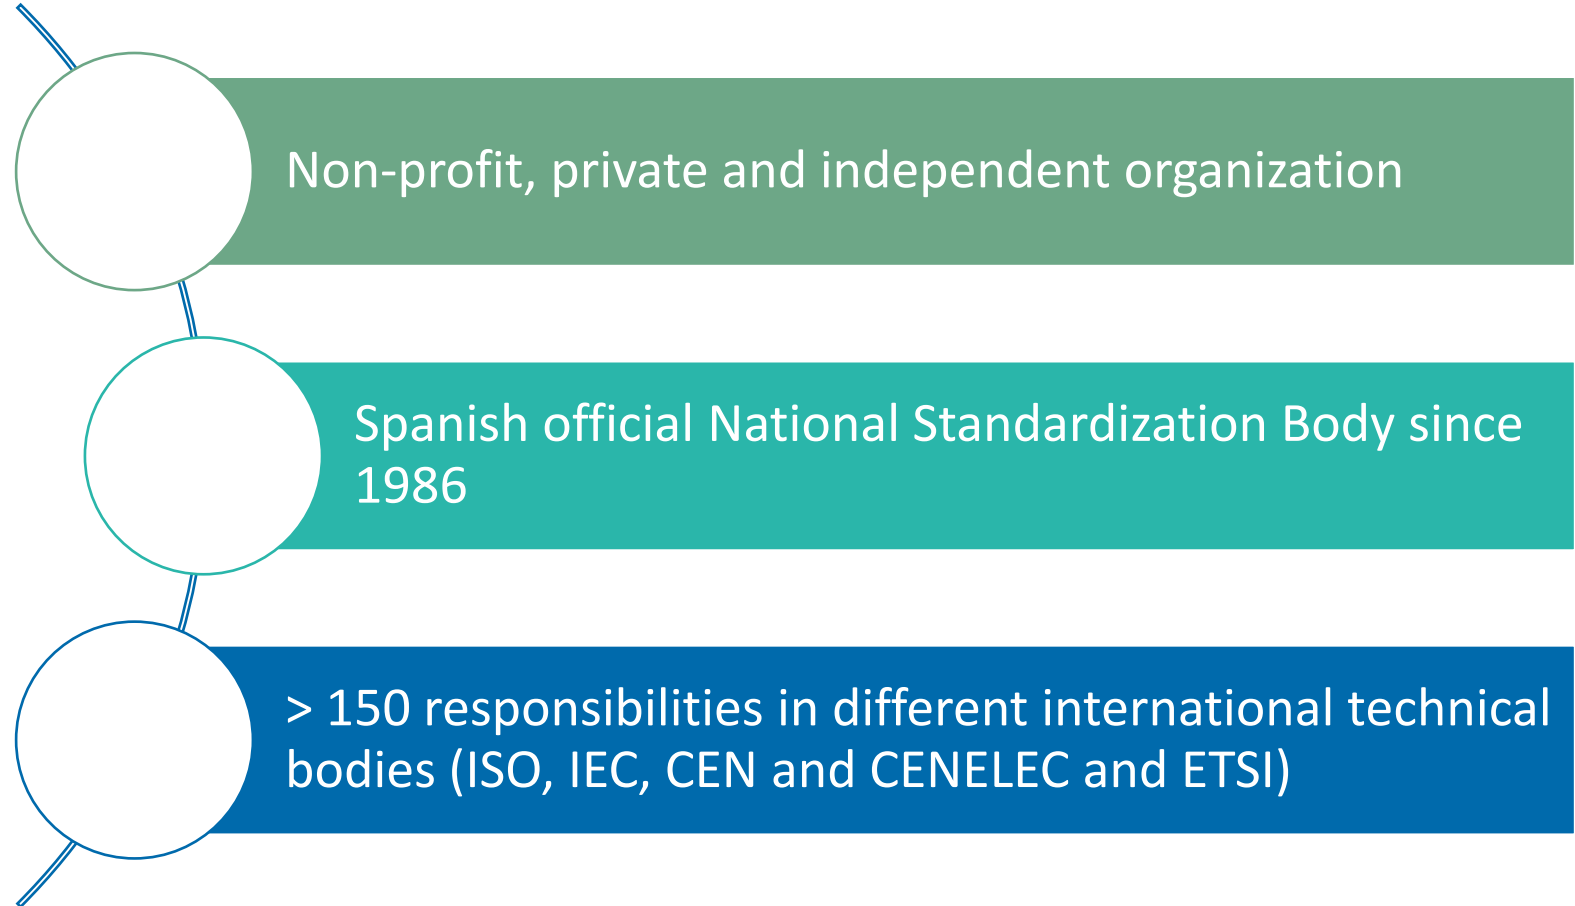 Non-profit, private and independent organization
Spanish official National Standardization Body since
1986
> 150 responsibilities in different international technical
bodies (ISO, IEC, CEN and CENELEC and ETSI)